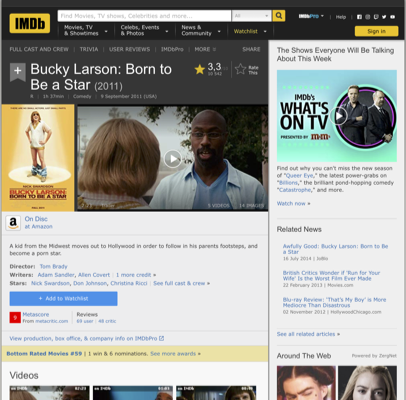 IMDb
Find Movies, TV shows, Celebrities and more...
All
Movies, TV & Showtimes
Celebs, Events & Photos
News & Community
Watchlist
IMDbPro
Help
Sign in
FULL CAST AND CREW | TRIVIA | USER REVIEWS | IMDbPro | MORE
SHARE
Bucky Larson: Born to
Be a Star (2011)
3,3
Rate
This
R | 1h 37min | Comedy | 9 September 2011 (USA)
BUCKY LARSON:
BORN TO BE A STAR
5 VIDEOS
14 IMAGES
On Disc
at Amazon
A kid from the Midwest moves out to Hollywood in order to follow in his parents footsteps, and
become a porn star.
Director: Tom Brady
Writers: Adam Sandler, Allen Covert | 1 more credit »
Stars: Nick Swardson, Don Johnson, Christina Ricci | See full cast & crew »
+ Add to Watchlist
9
Metascore
From metacritic.com
Reviews
69 user | 46 critic
View production, box office, & company info on IMDbPro
Bottom Rated Movies #59 | 1 win & 6 nominations. See more awards »
Videos
The Shows Everyone Will Be Talking
About This Week
IMDb's
WHAT'S
ON TV
PRESENTED BY M&M'S
Find out why you can't miss the new season
of "Queer Eye," the latest power-grabs on
"Billions," the brilliant pond-hopping comedy
"Catastrophe," and more.
Watch now »
Related News
Awfully Good: Bucky Larson: Born to Be
a Star
16 July 2014 | JoBlo
British Critics Wonder if 'Run for Your
Wife' Is the Worst Film Ever Made
22 February 2013 | Movies.com
Blu-ray Review: 'That's My Boy' is More
Mediocre Than Disastrous
02 November 2012 | HollywoodChicago.com
See all related articles »
Around The Web
Powered by ZergNet